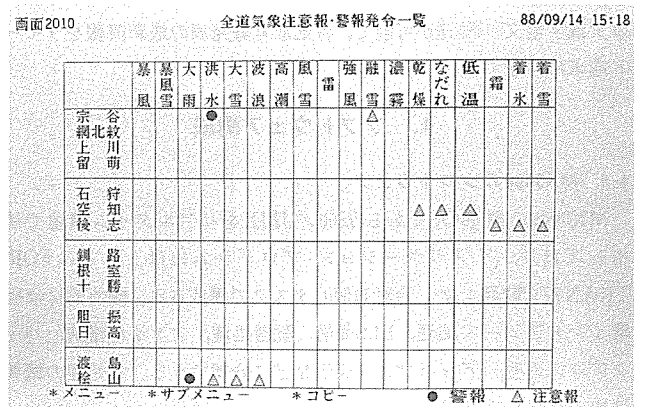 画面2010 全道気象注意報・警報発令一覧 88/09/14 15:18
暴風 暴風雪 大雨 洪水 大雪 波浪 高潮 風雪 雷 強風 融雪 濃霧 乾燥 なだれ 低温 霜 着氷 着雪
宗谷 ● △
網北紋
上川
留萌
石狩
空知 △ △ △
後志 △ △ △
釧路
根室
十勝
胆振
日高
渡島
桧山 ● △ △ △
*メニュー *サブメニュー *コピー ● 警報 △ 注意報